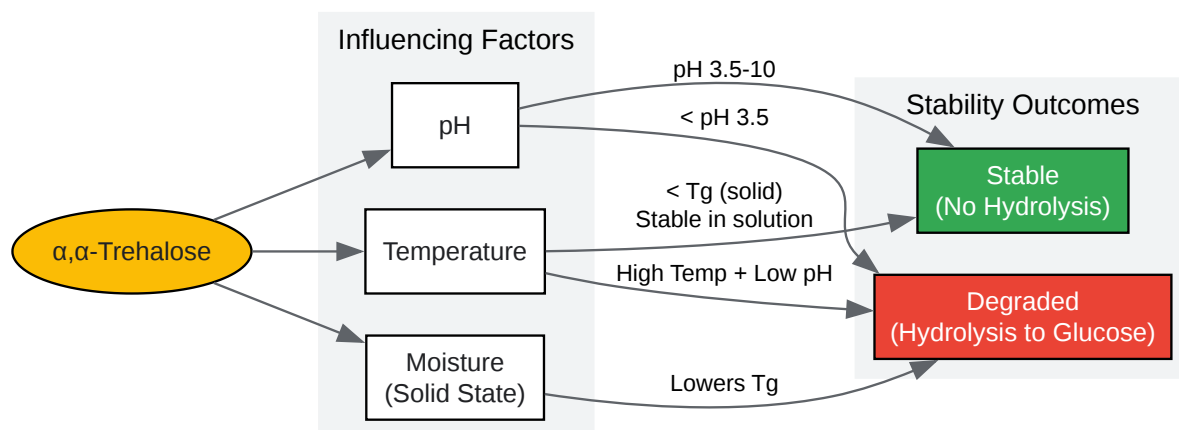 Influencing Factors
pH 3.5-10
Stability Outcomes
pH
< pH 3.5
Stable
(No Hydrolysis)
< Tg (solid)
Stable in solution
α,α-Trehalose
Temperature
High Temp + Low pH
Degraded
(Hydrolysis to Glucose)
Moisture
(Solid State)
Lowers Tg